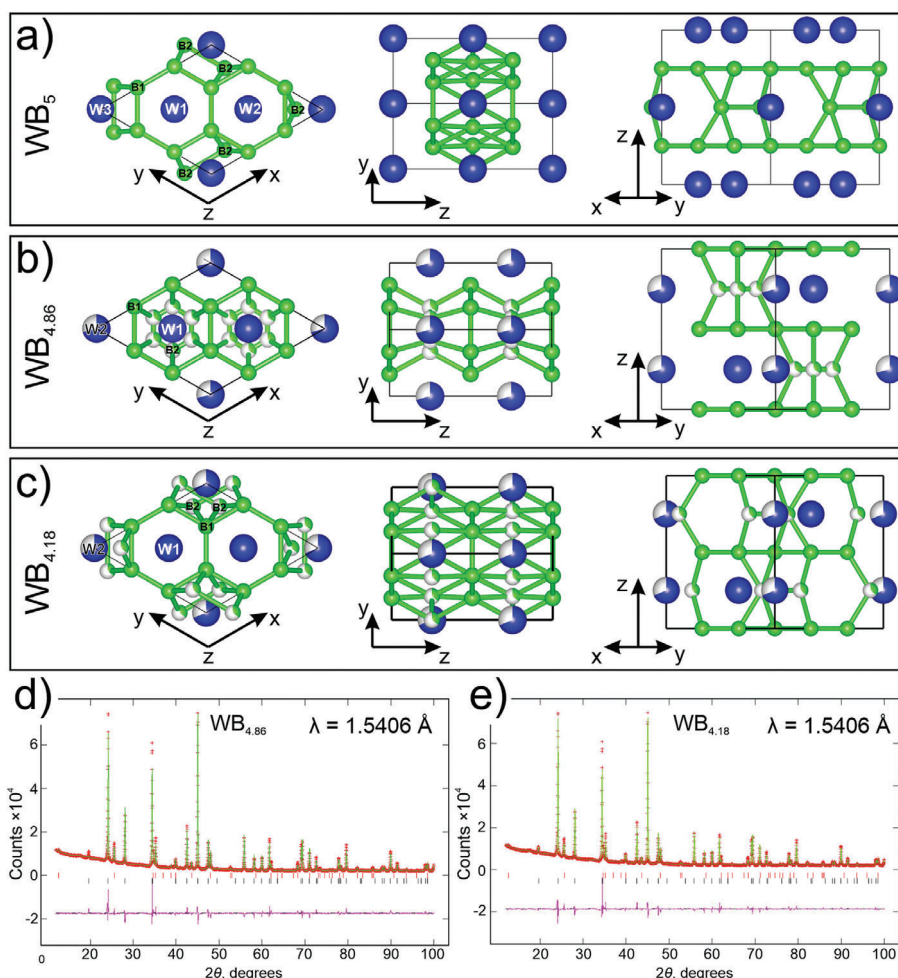 a)
WB5
B2
B1
B2
W3
W1
W2
B2
B2
B2
y
x
z
y
z
z
x
y
b)
WB4.86
B1
W2
W1
B2
y
x
z
y
z
z
x
y
c)
WB4.18
B2
B2
B1
W2
W1
y
x
z
y
z
z
x
y
d)
WB4.86
λ = 1.5406 Å
Counts ×10⁴
6
4
2
0
-2
0
20
30
40
50
60
70
80
90
100
2θ, degrees
e)
WB4.18
λ = 1.5406 Å
Counts ×10⁴
6
4
2
0
-2
20
30
40
50
60
70
80
90
100
2θ, degrees